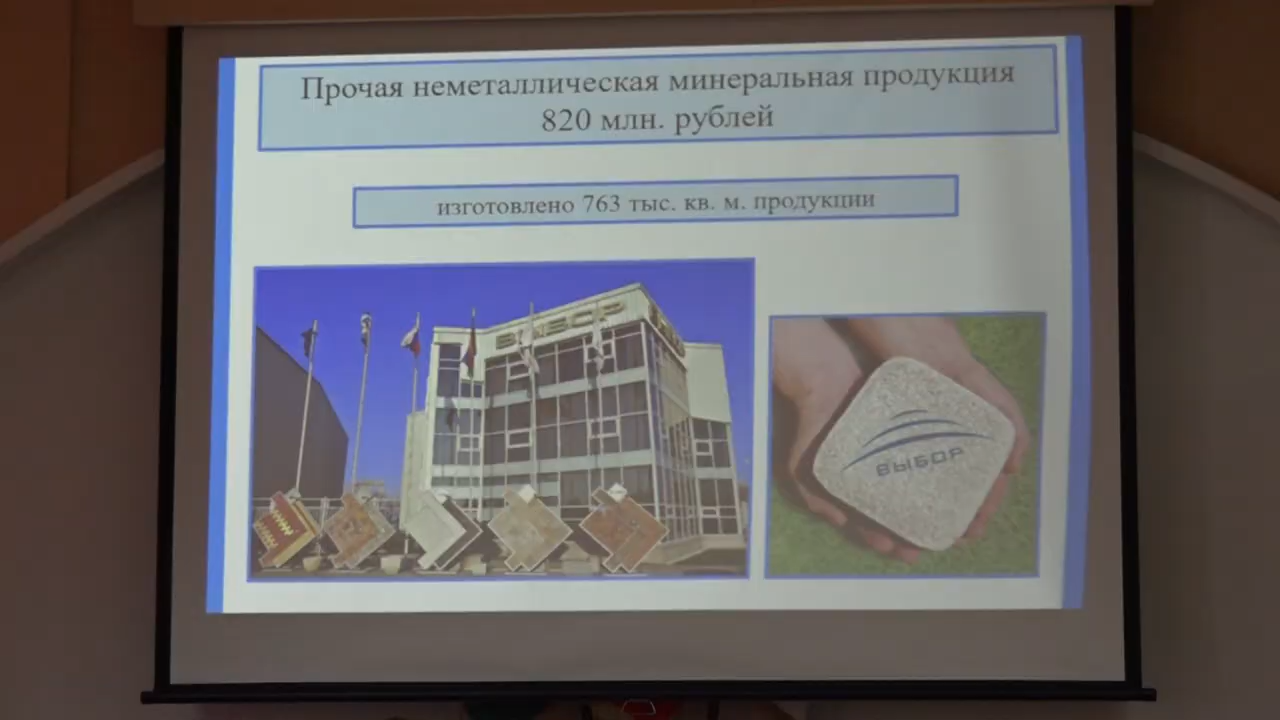 Прочая неметаллическая минеральная продукция
820 млн. рублей
изготовлено 763 тыс. кв. м. продукции
ВЫБОР
ВЫБОР